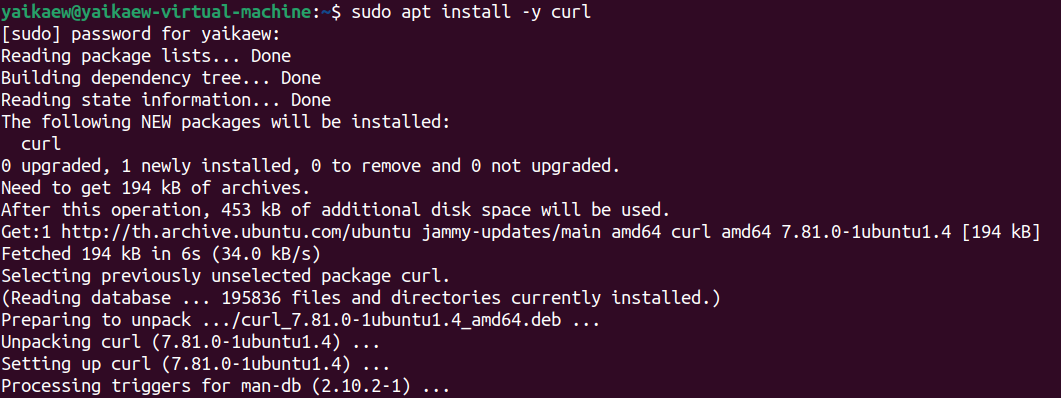 yaikaew@yaikaew-virtual-machine:~$ sudo apt install -y curl
[sudo] password for yaikaew:
Reading package lists... Done
Building dependency tree... Done
Reading state information... Done
The following NEW packages will be installed:
  curl
0 upgraded, 1 newly installed, 0 to remove and 0 not upgraded.
Need to get 194 kB of archives.
After this operation, 453 kB of additional disk space will be used.
Get:1 http://th.archive.ubuntu.com/ubuntu jammy-updates/main amd64 curl amd64 7.81.0-1ubuntu1.4 [194 kB]
Fetched 194 kB in 6s (34.0 kB/s)
Selecting previously unselected package curl.
(Reading database ... 195836 files and directories currently installed.)
Preparing to unpack .../curl_7.81.0-1ubuntu1.4_amd64.deb ...
Unpacking curl (7.81.0-1ubuntu1.4) ...
Setting up curl (7.81.0-1ubuntu1.4) ...
Processing triggers for man-db (2.10.2-1) ...